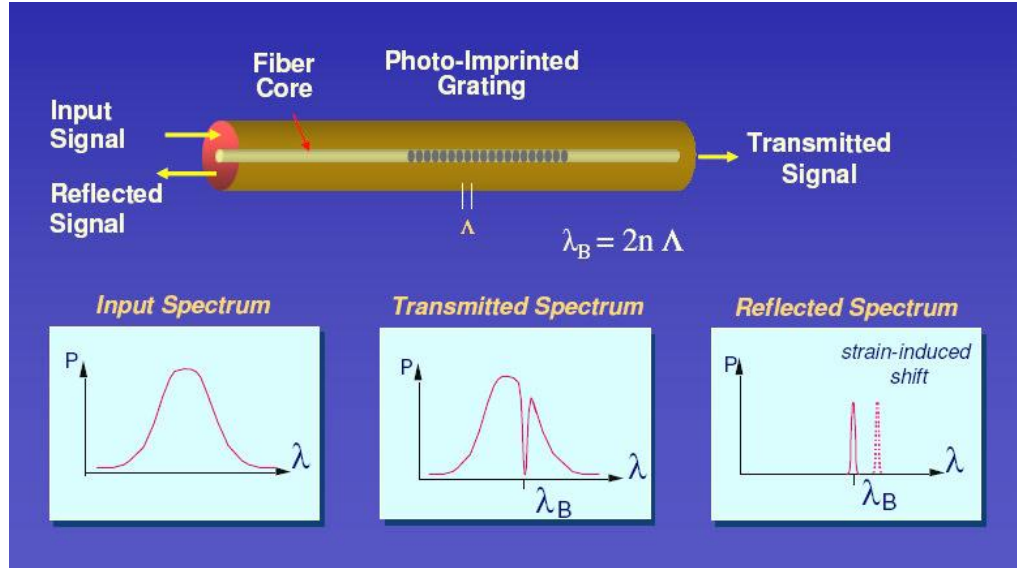 Fiber
Core
Photo-Imprinted
Grating
Input
Signal
Reflected
Signal
Transmitted
Signal
Λ
λB = 2n Λ
Input Spectrum
P
λ
Transmitted Spectrum
P
λ
λB
Reflected Spectrum
strain-induced
shift
P
λ
λB